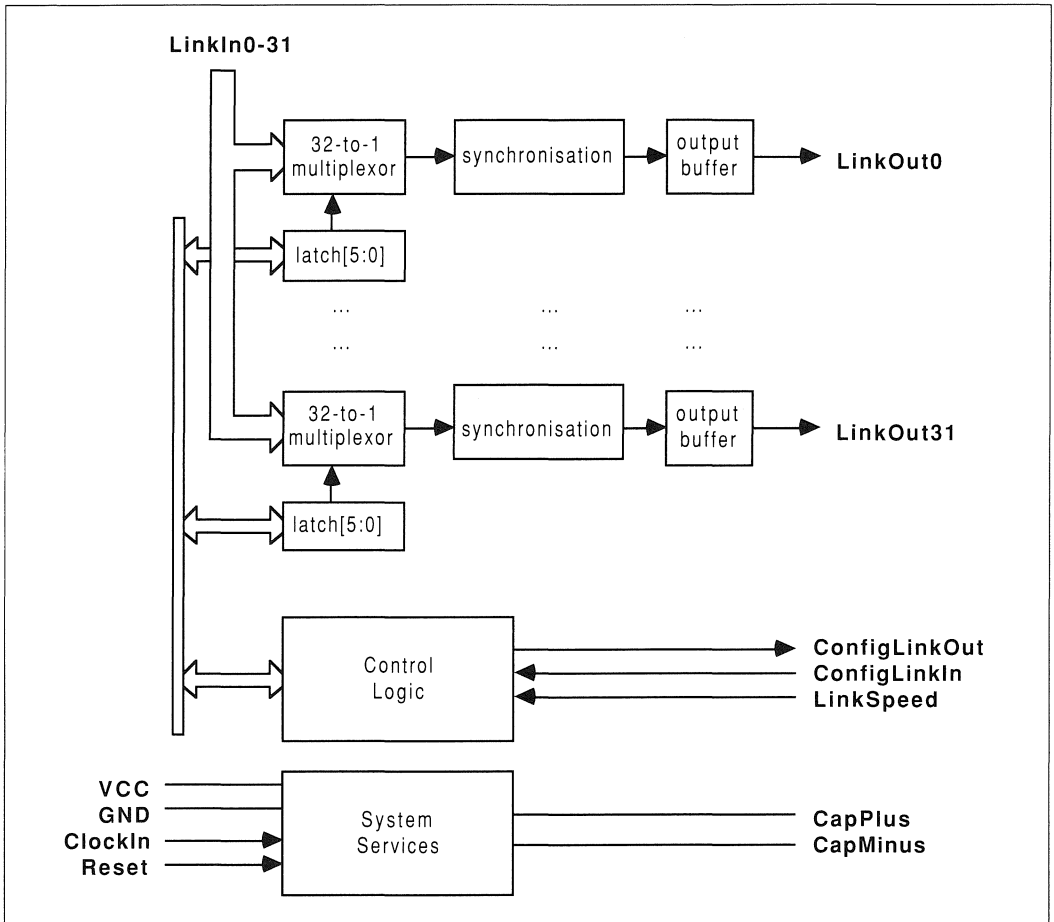 LinkIn0-31
32-to-1
multiplexor
synchronisation
output
buffer
LinkOut0
latch[5:0]
... ... ...
... ... ...
32-to-1
multiplexor
synchronisation
output
buffer
LinkOut31
latch[5:0]
Control
Logic
ConfigLinkOut
ConfigLinkIn
LinkSpeed
VCC
GND
ClockIn
Reset
System
Services
CapPlus
CapMinus